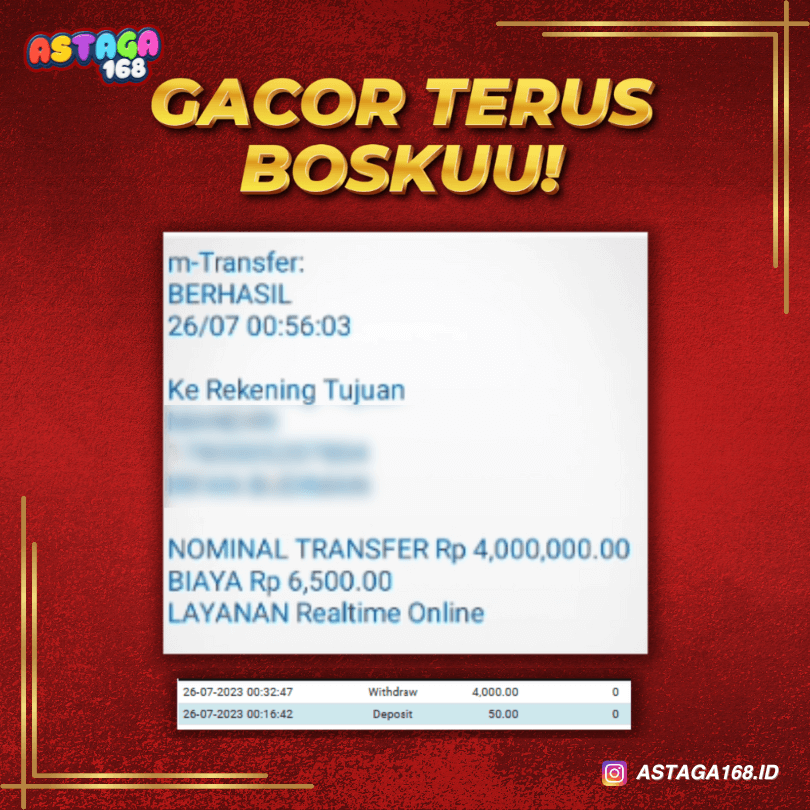 ASTAGA
168
GACOR TERUS
BOSKUU!
m-Transfer:
BERHASIL
26/07 00:56:03
Ke Rekening Tujuan
NOMINAL TRANSFER Rp 4,000,000.00
BIAYA Rp 6,500.00
LAYANAN Realtime Online
26-07-2023 00:32:47 Withdraw 4,000.00 0
26-07-2023 00:16:42 Deposit 50.00 0
ASTAGA168.ID